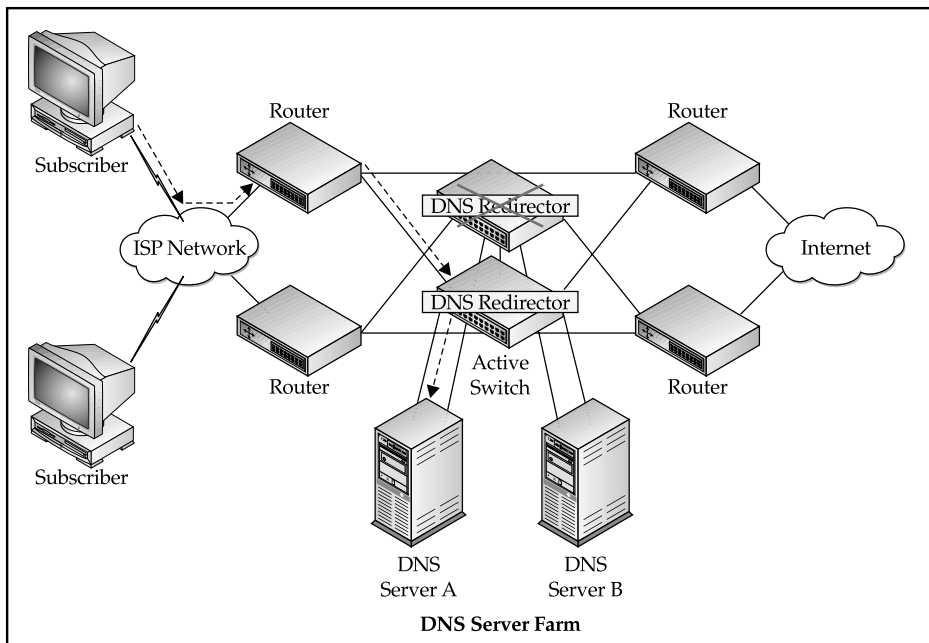 Router
Router
Subscriber
DNS Redirector
ISP Network
Internet
DNS Redirector
Router
Active
Switch
Router
Subscriber
DNS
Server A
DNS
Server B
DNS Server Farm